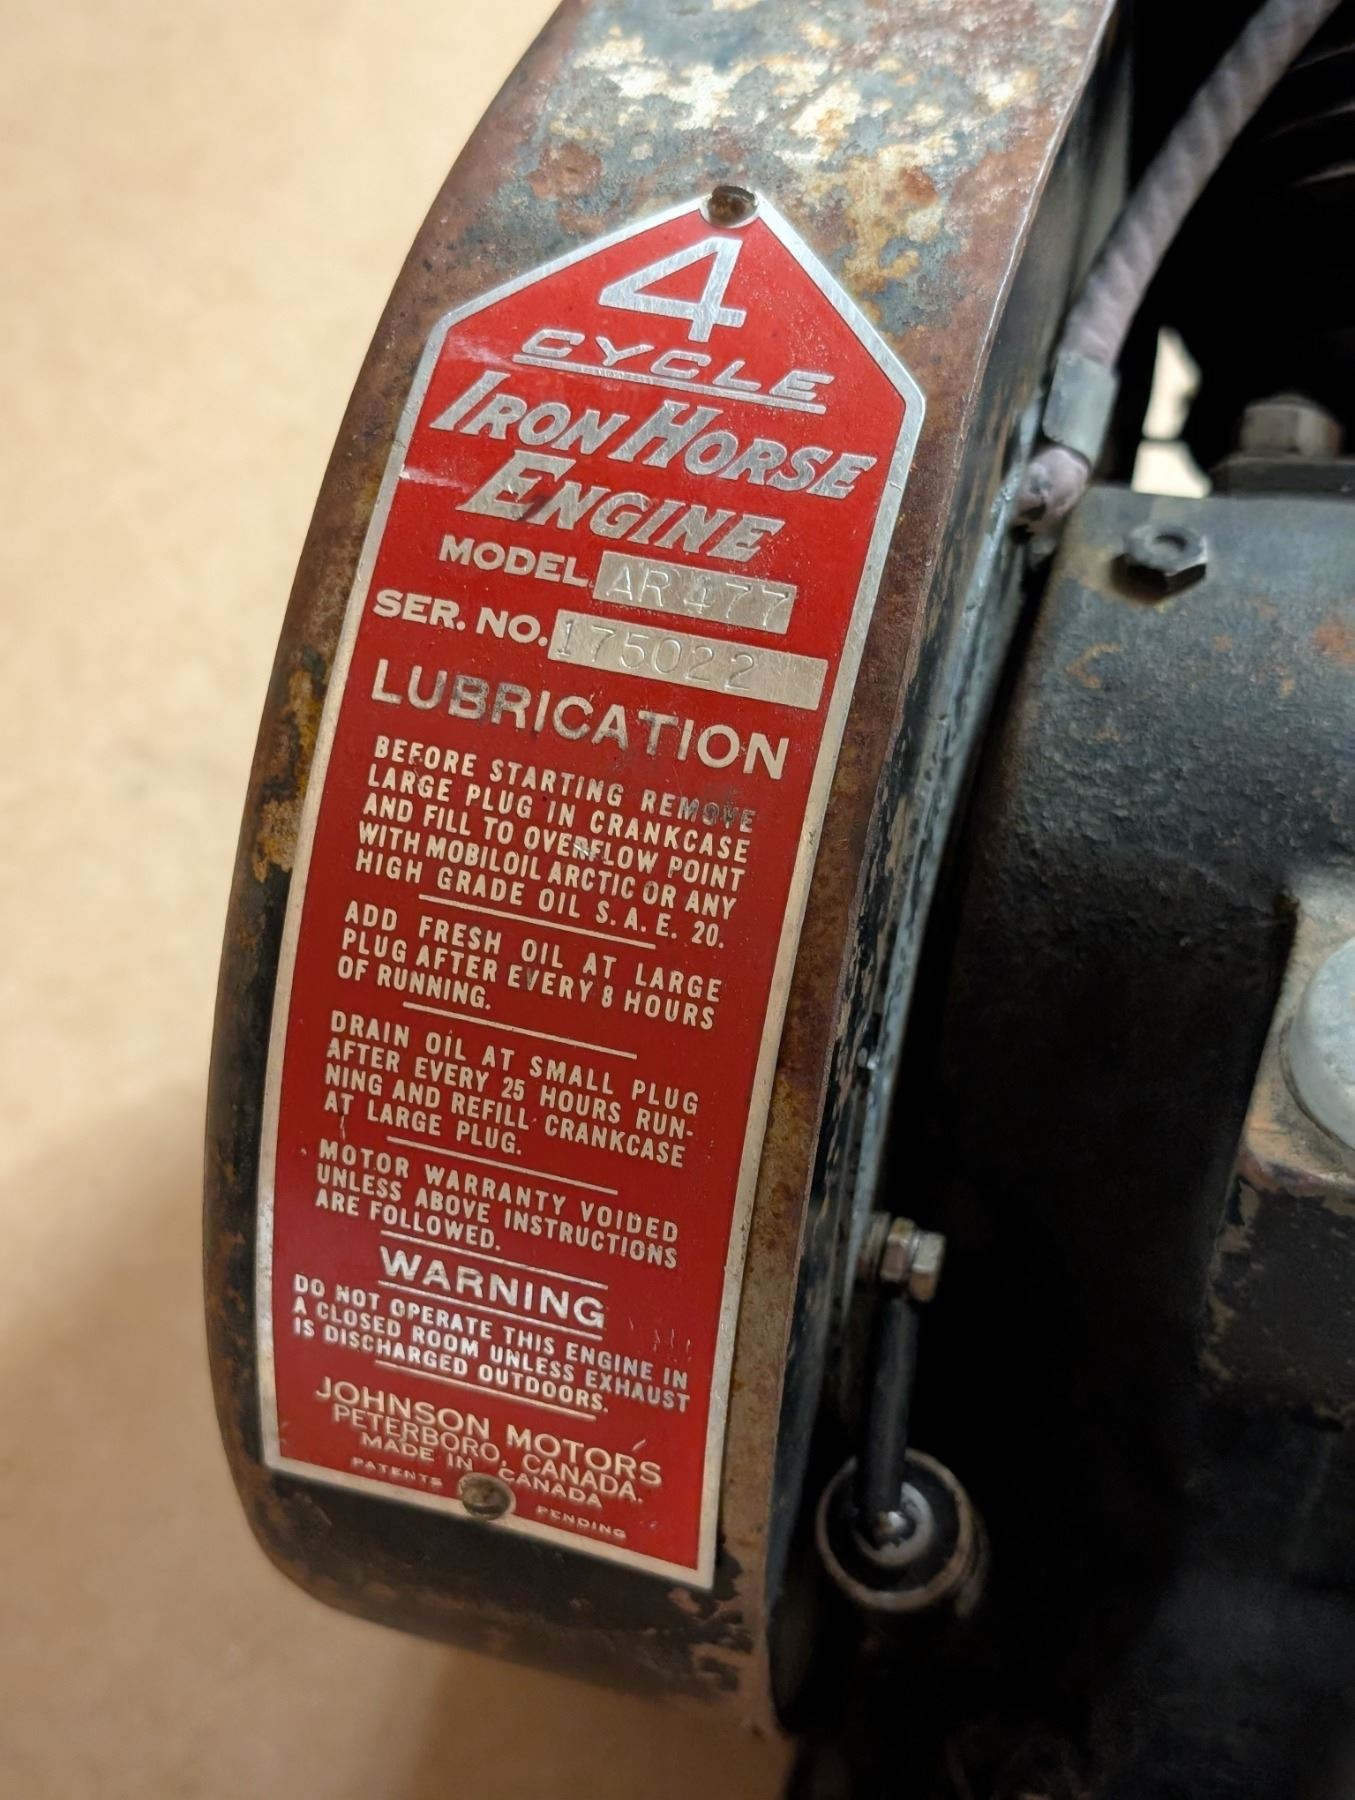 4
CYCLE
IRON HORSE
ENGINE
MODEL AR 477
SER. NO. 175022
LUBRICATION
BEFORE STARTING REMOVE
LARGE PLUG IN CRANKCASE
AND FILL TO OVERFLOW POINT
WITH MOBILOIL ARCTIC OR ANY
HIGH GRADE OIL S. A. E. 20.
ADD FRESH OIL AT LARGE
PLUG AFTER EVERY 8 HOURS
OF RUNNING.
DRAIN OIL AT SMALL PLUG
AFTER EVERY 25 HOURS RUN-
NING AND REFILL CRANKCASE
AT LARGE PLUG.
MOTOR WARRANTY VOIDED
UNLESS ABOVE INSTRUCTIONS
ARE FOLLOWED.
WARNING
DO NOT OPERATE THIS ENGINE IN
A CLOSED ROOM UNLESS EXHAUST
IS DISCHARGED OUTDOORS.
JOHNSON MOTORS
PETERBORO, CANADA.
MADE IN CANADA
PATENTS PENDING